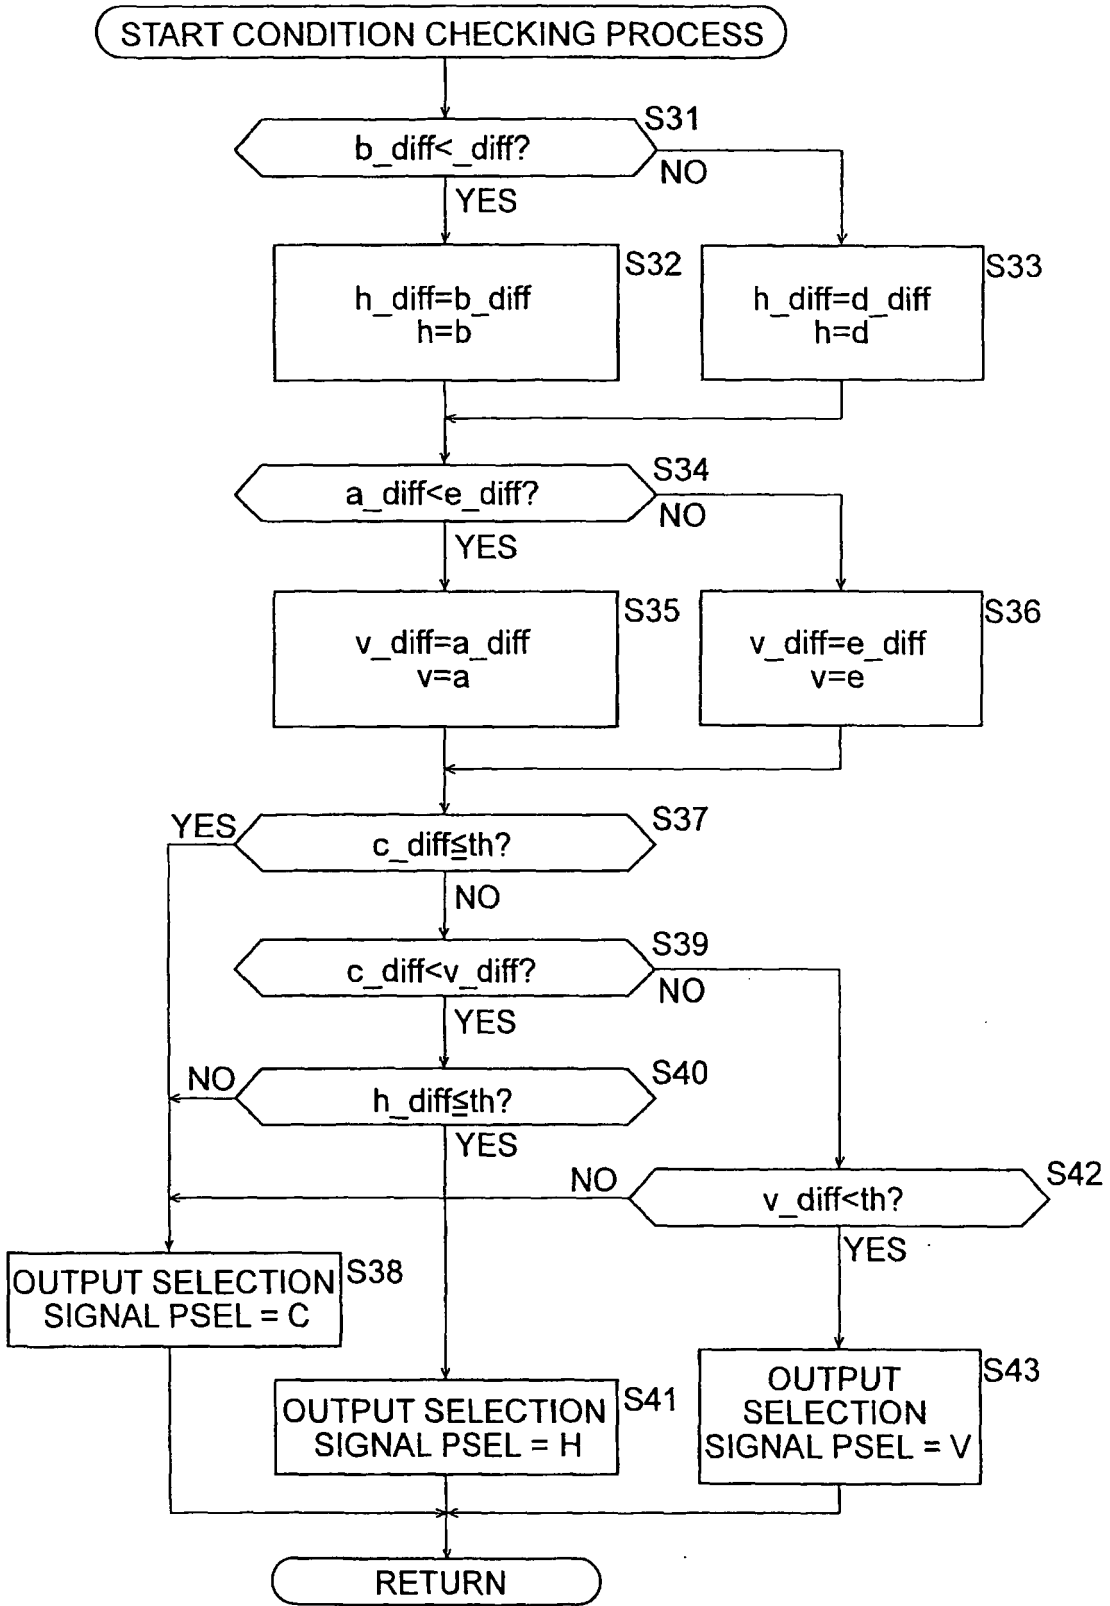 START CONDITION CHECKING PROCESS
S31
b_diff<_diff?
NO
YES
S32
h_diff=b_diff
h=b
S33
h_diff=d_diff
h=d
S34
a_diff<e_diff?
NO
YES
S35
v_diff=a_diff
v=a
S36
v_diff=e_diff
v=e
YES
S37
c_diff≦th?
NO
S39
c_diff<v_diff?
NO
YES
S40
NO
h_diff≦th?
YES
S42
NO
v_diff<th?
YES
S38
OUTPUT SELECTION
SIGNAL PSEL = C
S41
OUTPUT SELECTION
SIGNAL PSEL = H
S43
OUTPUT
SELECTION
SIGNAL PSEL = V
RETURN